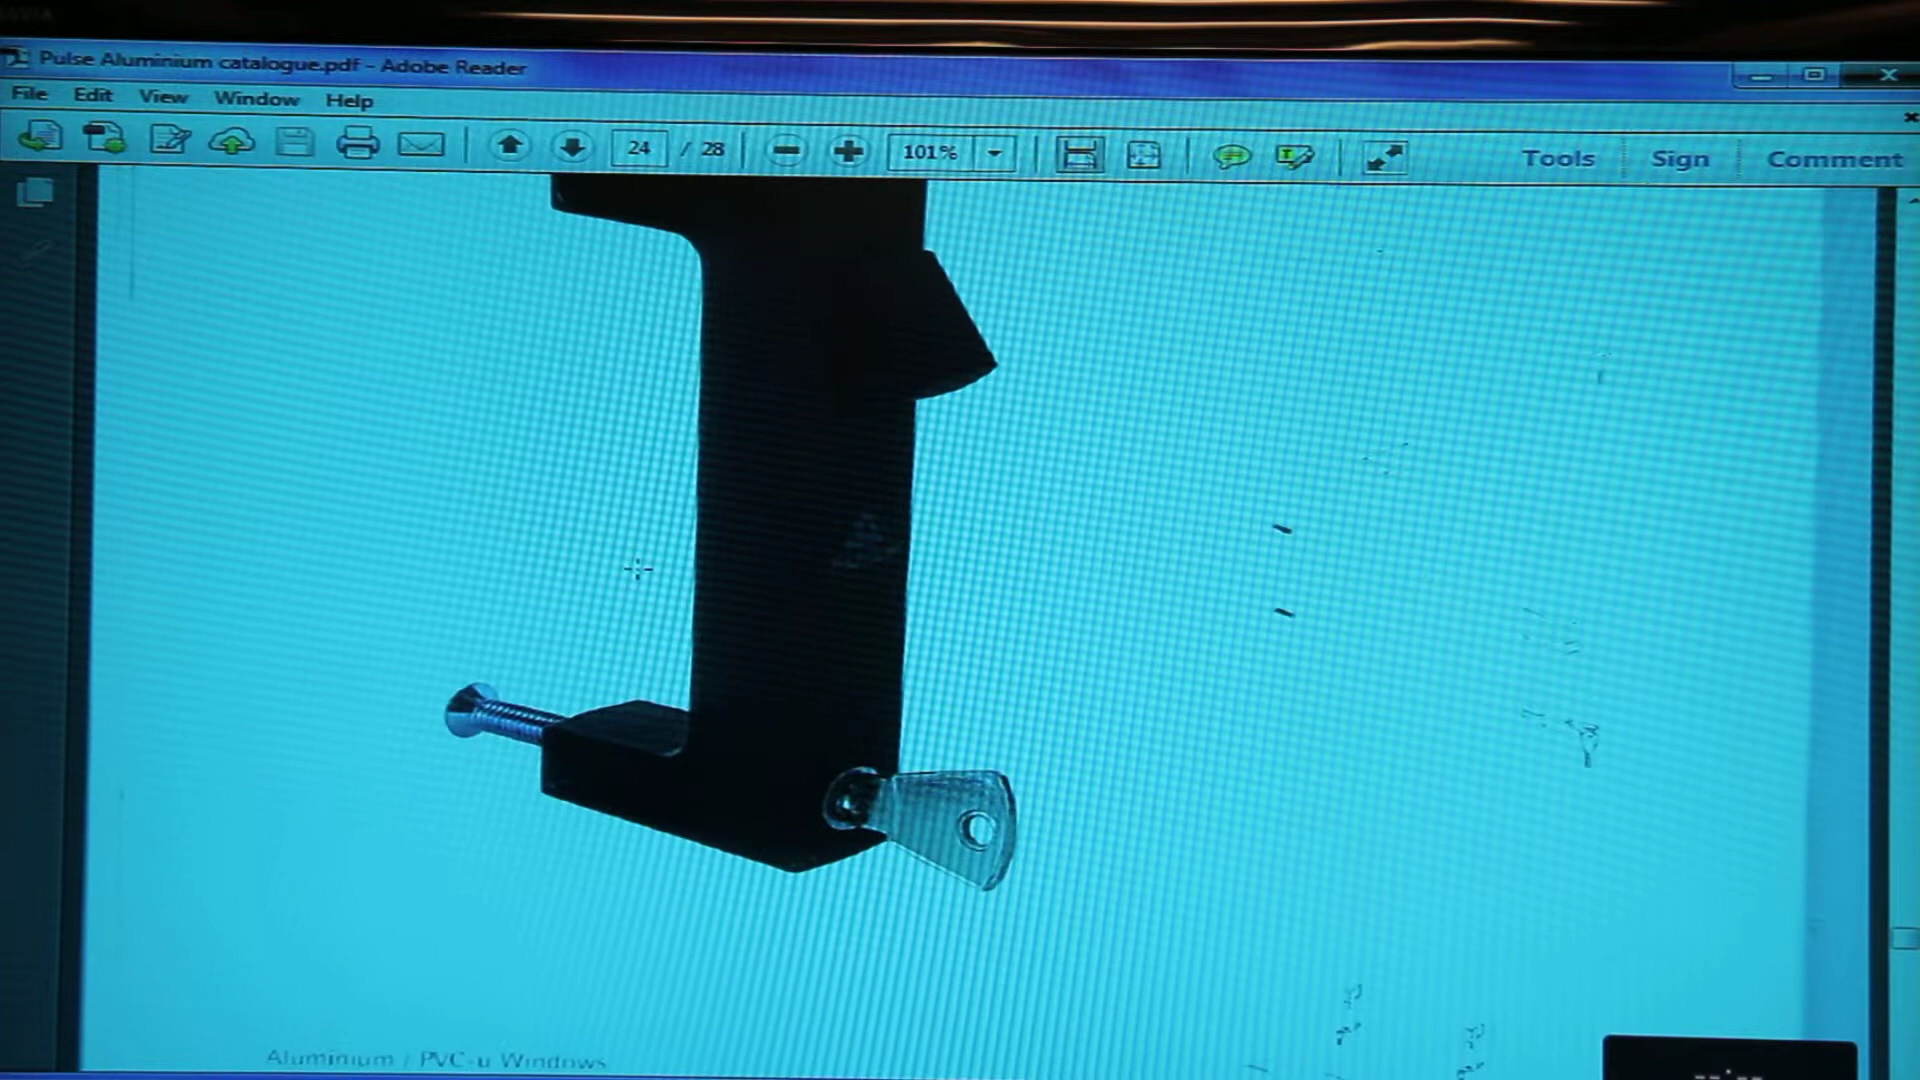 Pulse Aluminium catalogue.pdf - Adobe Reader
File Edit View Window Help
24 / 28 101% Tools Sign Comment
Aluminium / PVC-u Windows